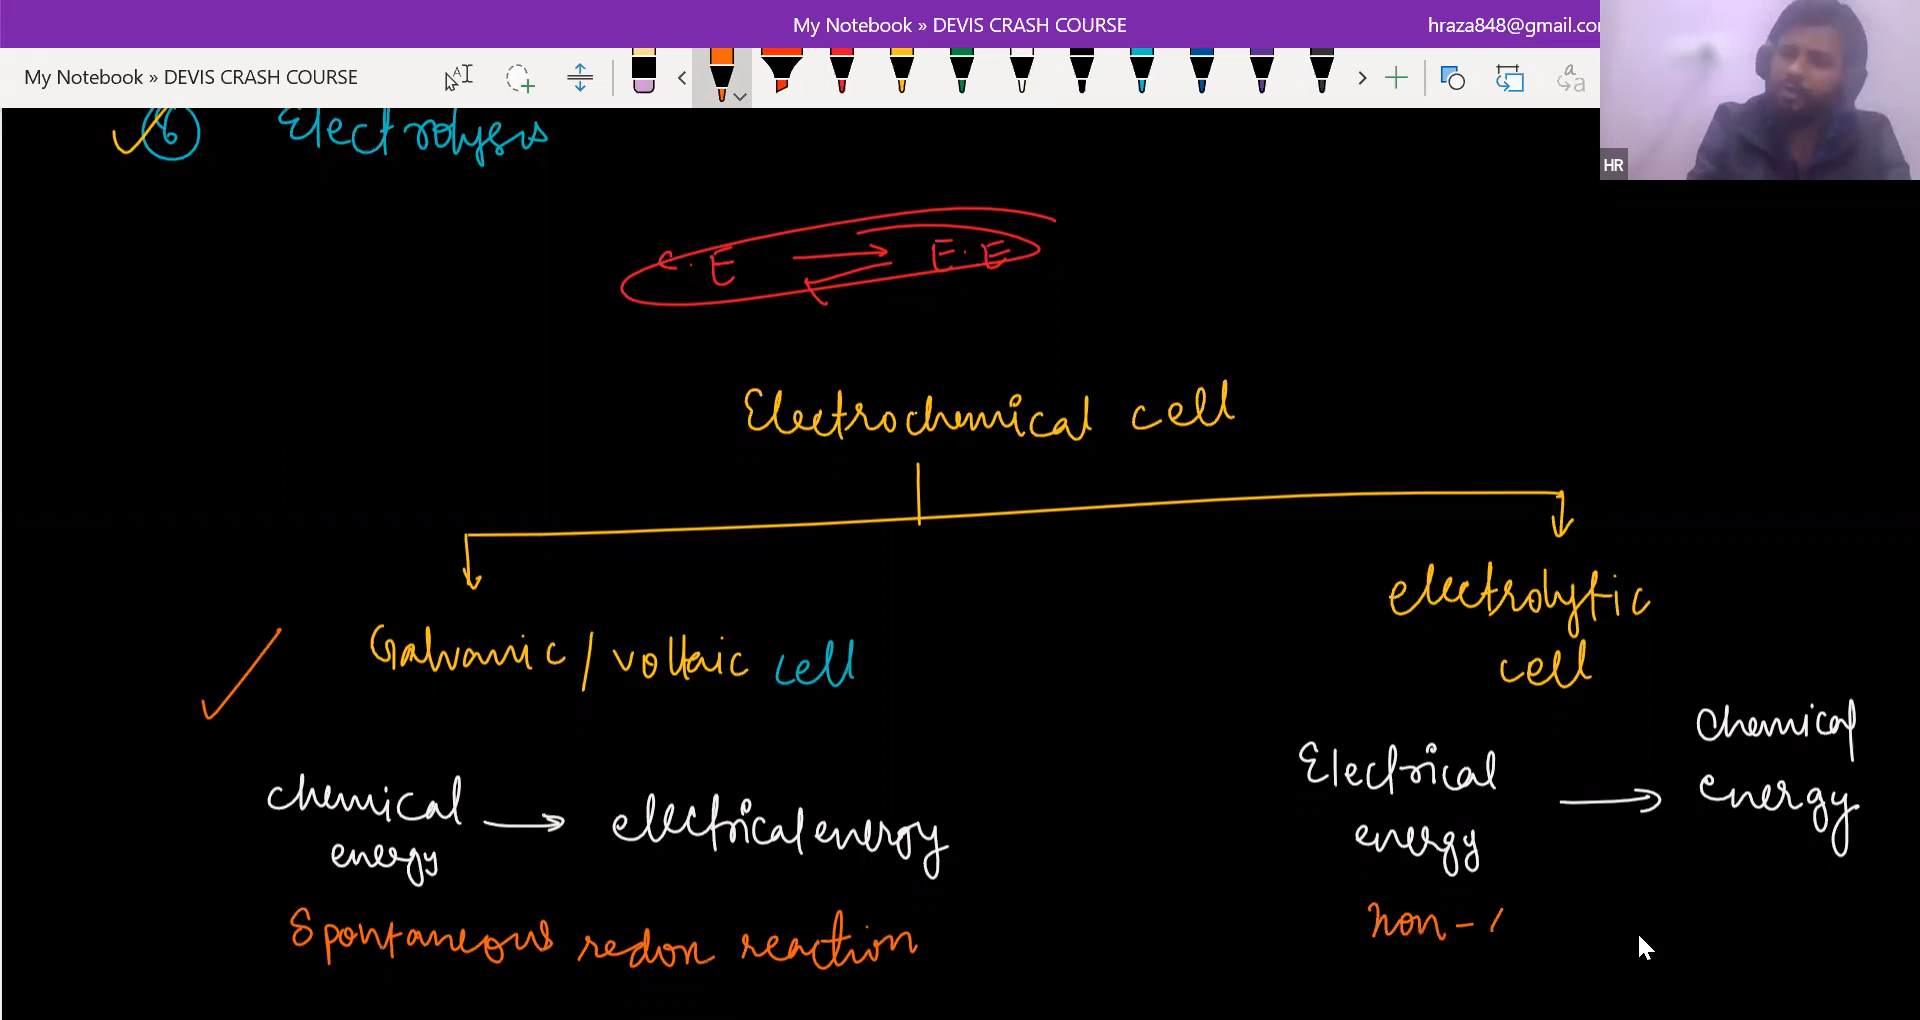 My Notebook » DEVIS CRASH COURSE
hraza848@gmail.co
My Notebook » DEVIS CRASH COURSE
HR
6 Electrolysis
C.E E.E
Electrochemical cell
Galvanic/voltaic cell
electrolytic
cell
chemical
energy
electrical energy
Electrical
energy
Chemical
energy
Spontaneous redox reaction
non-